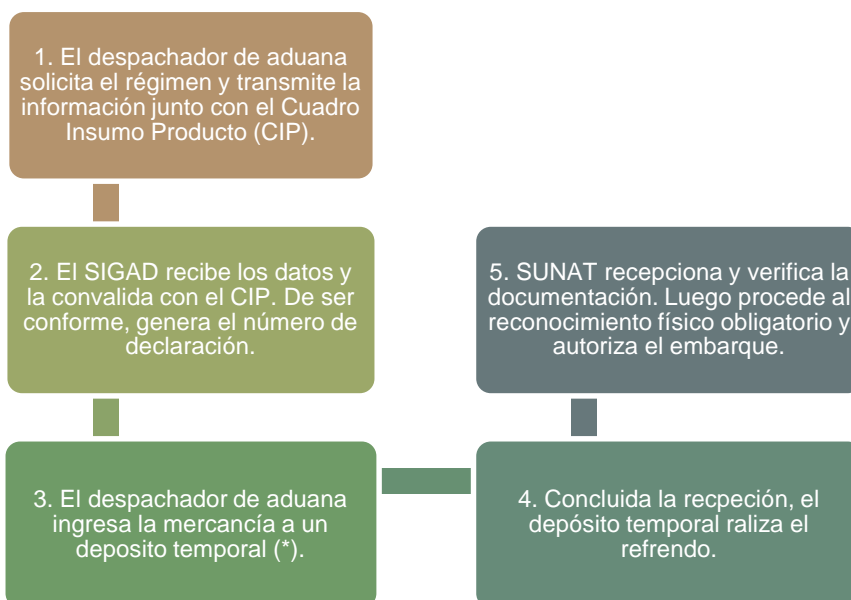 1. El despachador de aduana
solicita el régimen y transmite la
información junto con el Cuadro
Insumo Producto (CIP).
2. El SIGAD recibe los datos y
la convalida con el CIP. De ser
conforme, genera el número de
declaración.
3. El despachador de aduana
ingresa la mercancía a un
deposito temporal (*).
4. Concluida la recpeción, el
depósito temporal raliza el
refrendo.
5. SUNAT recepciona y verifica la
documentación. Luego procede al
reconocimiento físico obligatorio y
autoriza el embarque.